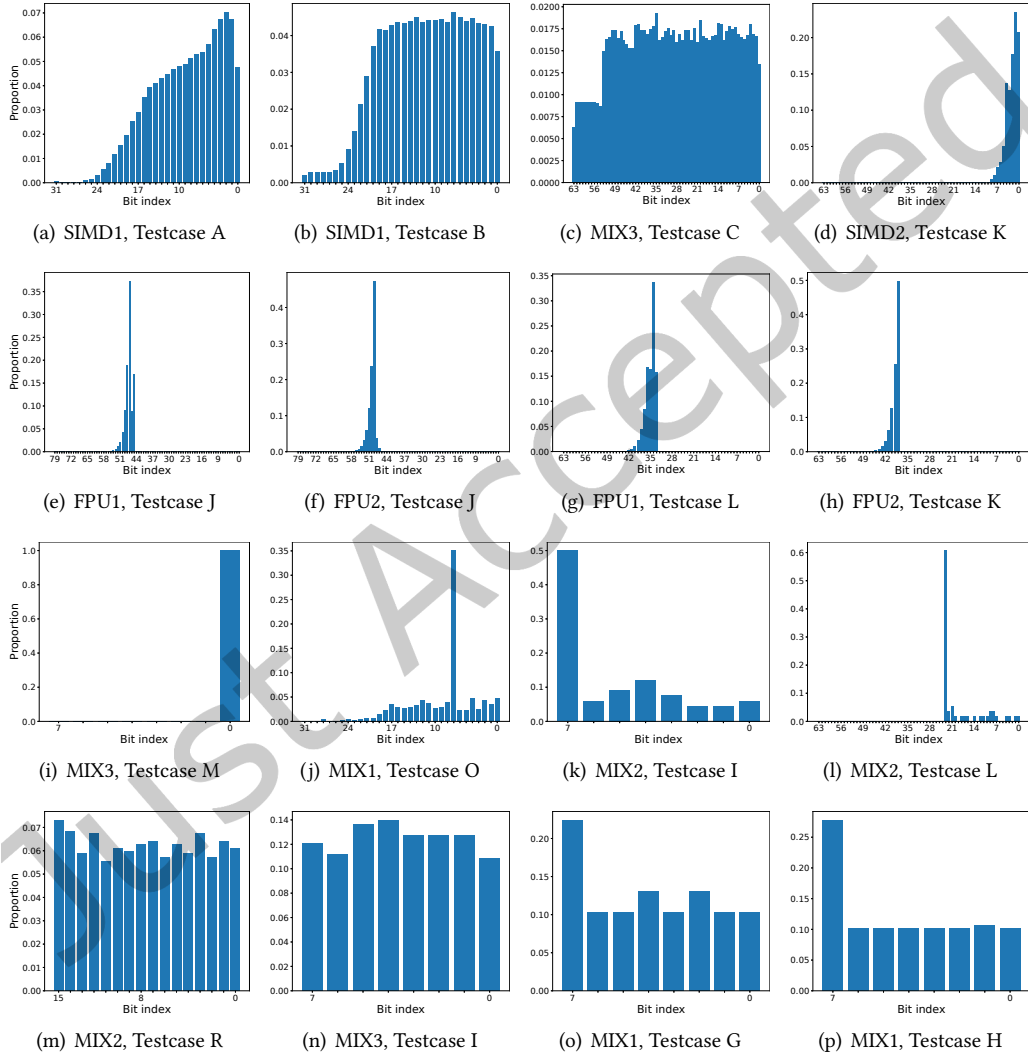 0.07
0.06
0.05
0.04
0.03
0.02
0.01
0.00
Proportion
31 24 17 10 0
Bit index
(a) SIMD1, Testcase A
0.04
0.03
0.02
0.01
0.00
31 24 17 10 0
Bit index
(b) SIMD1, Testcase B
0.0200
0.0175
0.0150
0.0125
0.0100
0.0075
0.0050
0.0025
0.0000
63 56 49 42 35 28 21 14 7 0
Bit index
(c) MIX3, Testcase C
0.20
0.15
0.10
0.05
0.00
63 56 49 42 35 28 21 14 7 0
Bit index
(d) SIMD2, Testcase K
0.35
0.30
0.25
0.20
0.15
0.10
0.05
0.00
Proportion
79 72 65 58 51 44 37 30 23 16 9 0
Bit index
(e) FPU1, Testcase J
0.4
0.3
0.2
0.1
0.0
79 72 65 58 51 44 37 30 23 16 9 0
Bit index
(f) FPU2, Testcase J
0.35
0.30
0.25
0.20
0.15
0.10
0.05
0.00
63 56 49 42 35 28 21 14 7 0
Bit index
(g) FPU1, Testcase L
0.5
0.4
0.3
0.2
0.1
0.0
63 56 49 42 35 28 21 14 7 0
Bit index
(h) FPU2, Testcase K
1.0
0.8
0.6
0.4
0.2
0.0
Proportion
7 0
Bit index
(i) MIX3, Testcase M
0.35
0.30
0.25
0.20
0.15
0.10
0.05
0.00
31 24 17 10 0
Bit index
(j) MIX1, Testcase O
0.5
0.4
0.3
0.2
0.1
0.0
7 0
Bit index
(k) MIX2, Testcase I
0.6
0.5
0.4
0.3
0.2
0.1
0.0
63 56 49 42 35 28 21 14 7 0
Bit index
(l) MIX2, Testcase L
0.07
0.06
0.05
0.04
0.03
0.02
0.01
0.00
Proportion
15 8 0
Bit index
(m) MIX2, Testcase R
0.14
0.12
0.10
0.08
0.06
0.04
0.02
0.00
7 0
Bit index
(n) MIX3, Testcase I
0.20
0.15
0.10
0.05
0.00
7 0
Bit index
(o) MIX1, Testcase G
0.25
0.20
0.15
0.10
0.05
0.00
7 0
Bit index
(p) MIX1, Testcase H
Just Accepted